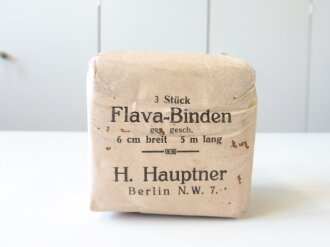 3 Stück
Flava-Binden
ges. gesch.
6 cm breit 5 m lang
H. Hauptner
Berlin N.W. 7.